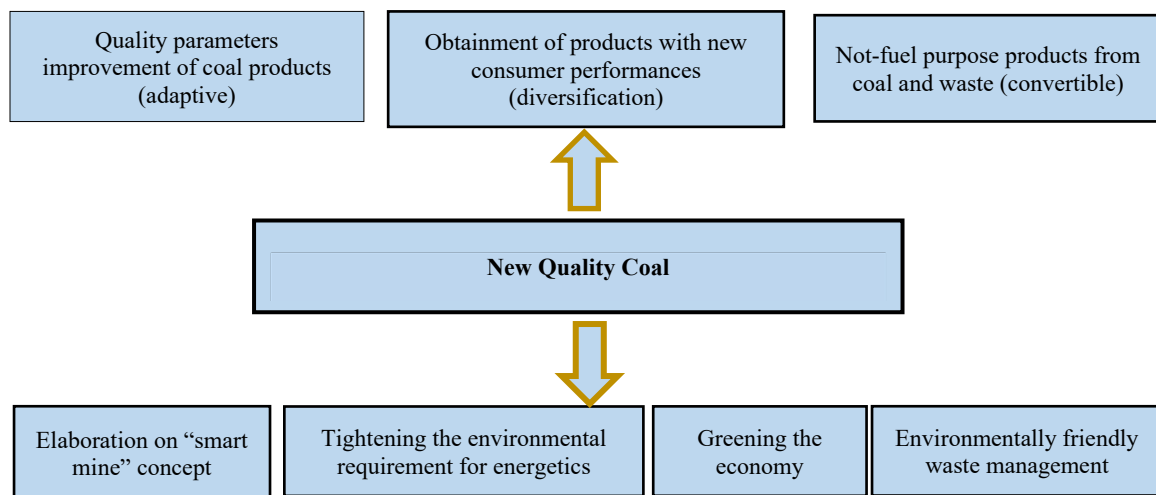 Quality parameters
improvement of coal products
(adaptive)
Obtainment of products with new
consumer performances
(diversification)
Not-fuel purpose products from
coal and waste (convertible)
New Quality Coal
Elaboration on “smart
mine” concept
Tightening the environmental
requirement for energetics
Greening the
economy
Environmentally friendly
waste management